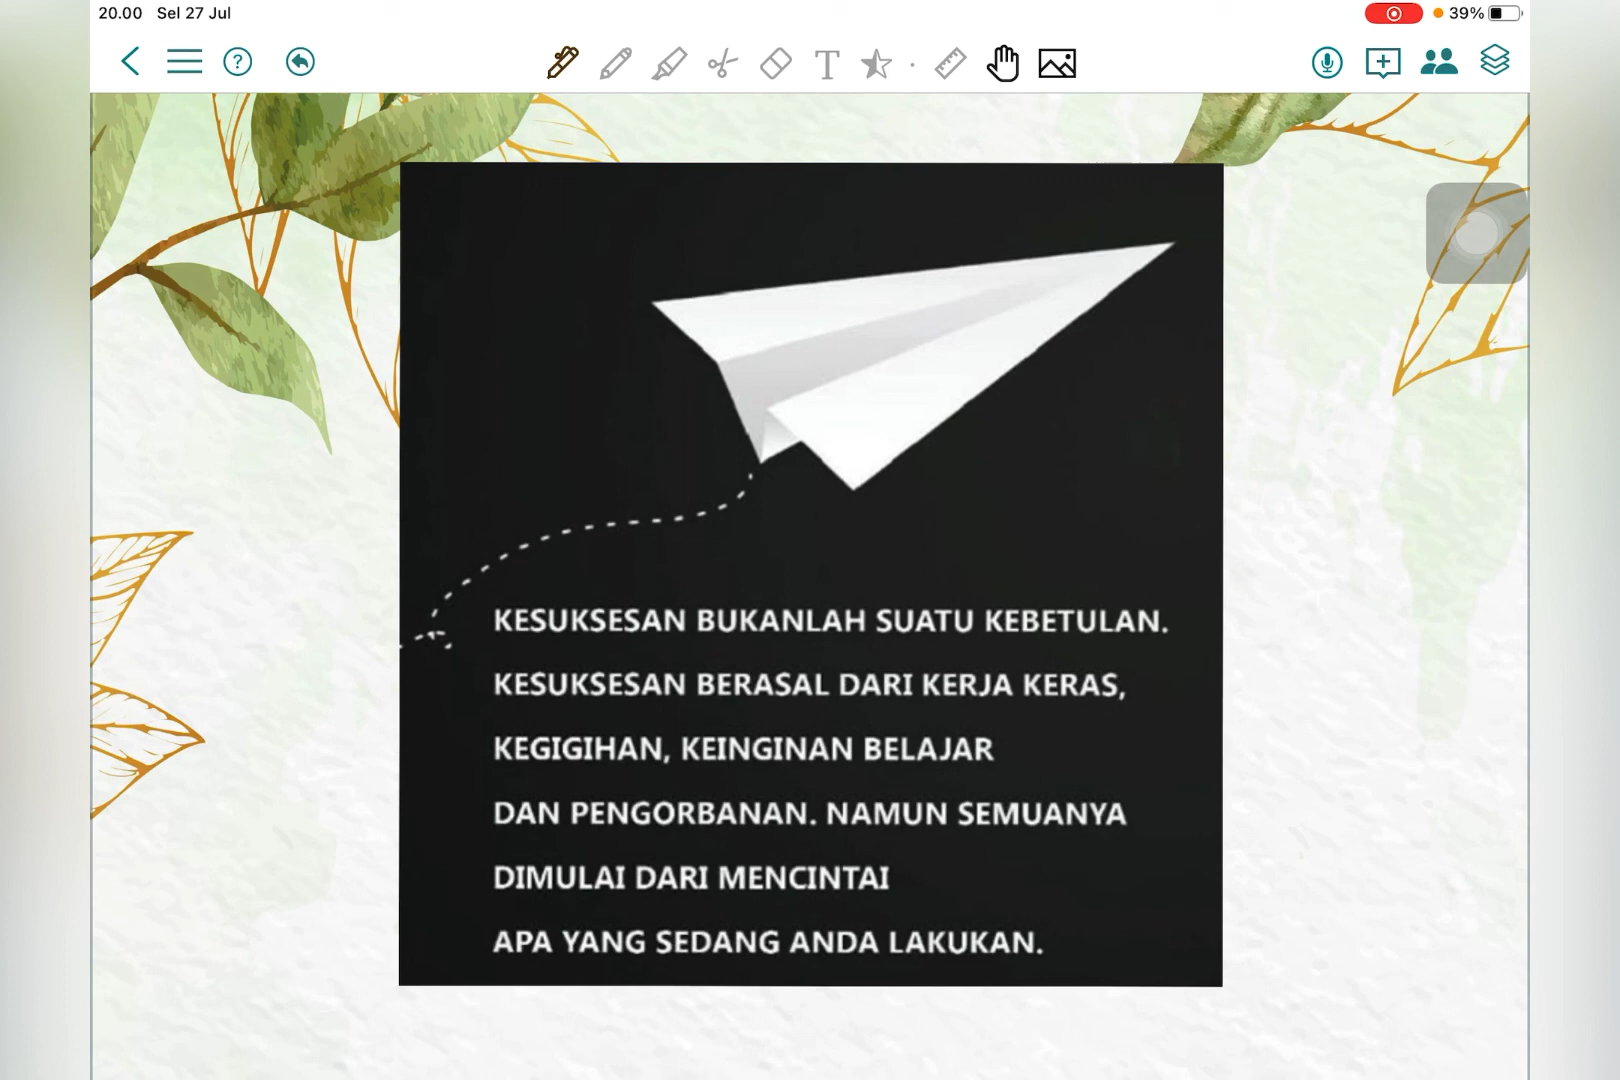 20.00 Sel 27 Jul 39%
?
T
KESUKSESAN BUKANLAH SUATU KEBETULAN.
KESUKSESAN BERASAL DARI KERJA KERAS,
KEGIGIHAN, KEINGINAN BELAJAR
DAN PENGORBANAN. NAMUN SEMUANYA
DIMULAI DARI MENCINTAI
APA YANG SEDANG ANDA LAKUKAN.